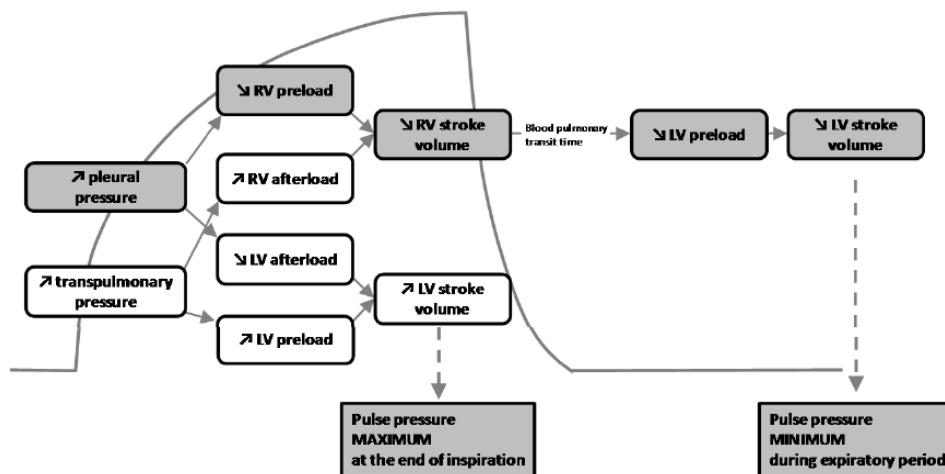 ↘ RV preload
↘ RV stroke
volume
Blood pulmonary
transit time
↘ LV preload
↘ LV stroke
volume
↗ pleural
pressure
↗ RV afterload
↘ LV afterload
↗ transpulmonary
pressure
↗ LV stroke
volume
↗ LV preload
Pulse pressure
MAXIMUM
at the end of inspiration
Pulse pressure
MINIMUM
during expiratory period